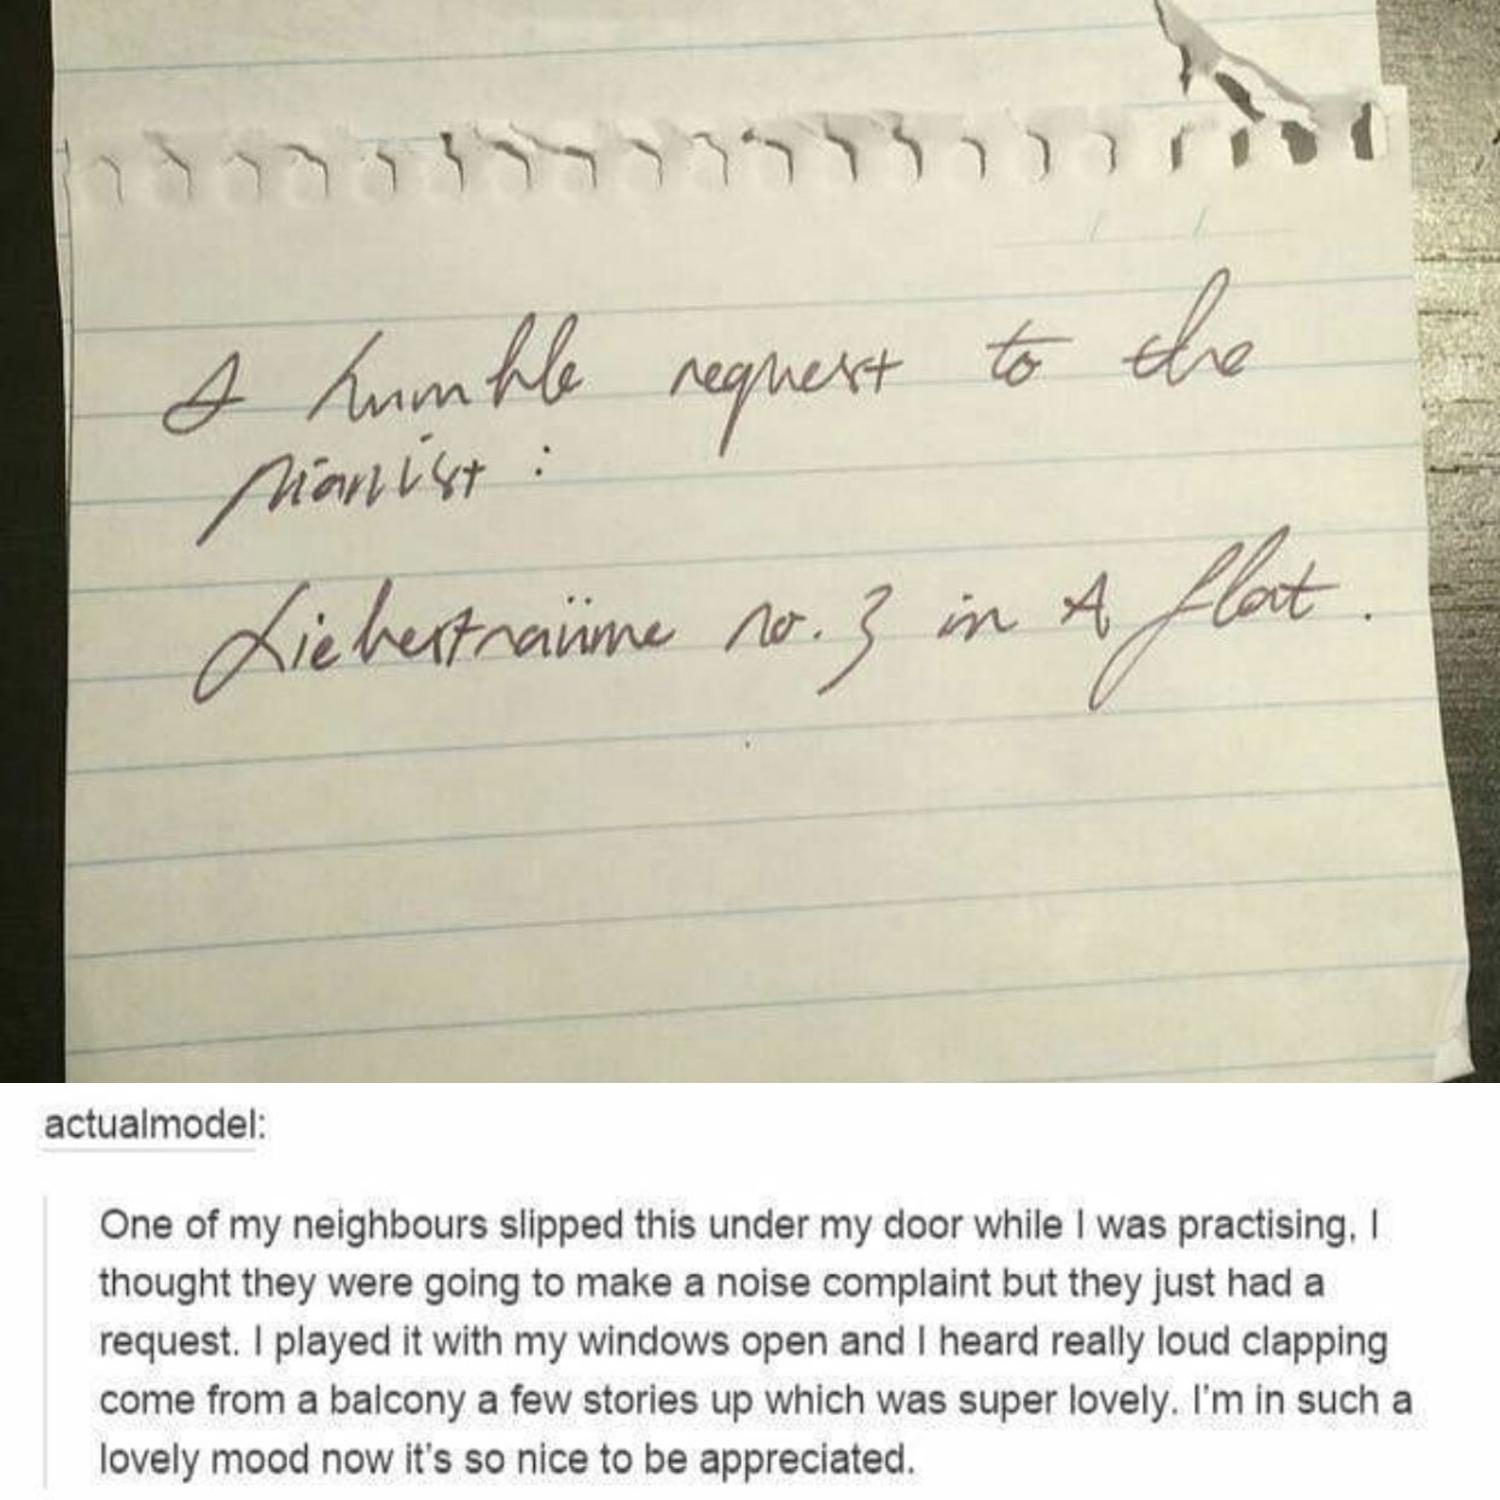 A humble request to the
pianist :
Liebesträume no. 3 in A flat.
actualmodel:
One of my neighbours slipped this under my door while I was practising, I
thought they were going to make a noise complaint but they just had a
request. I played it with my windows open and I heard really loud clapping
come from a balcony a few stories up which was super lovely. I'm in such a
lovely mood now it's so nice to be appreciated.